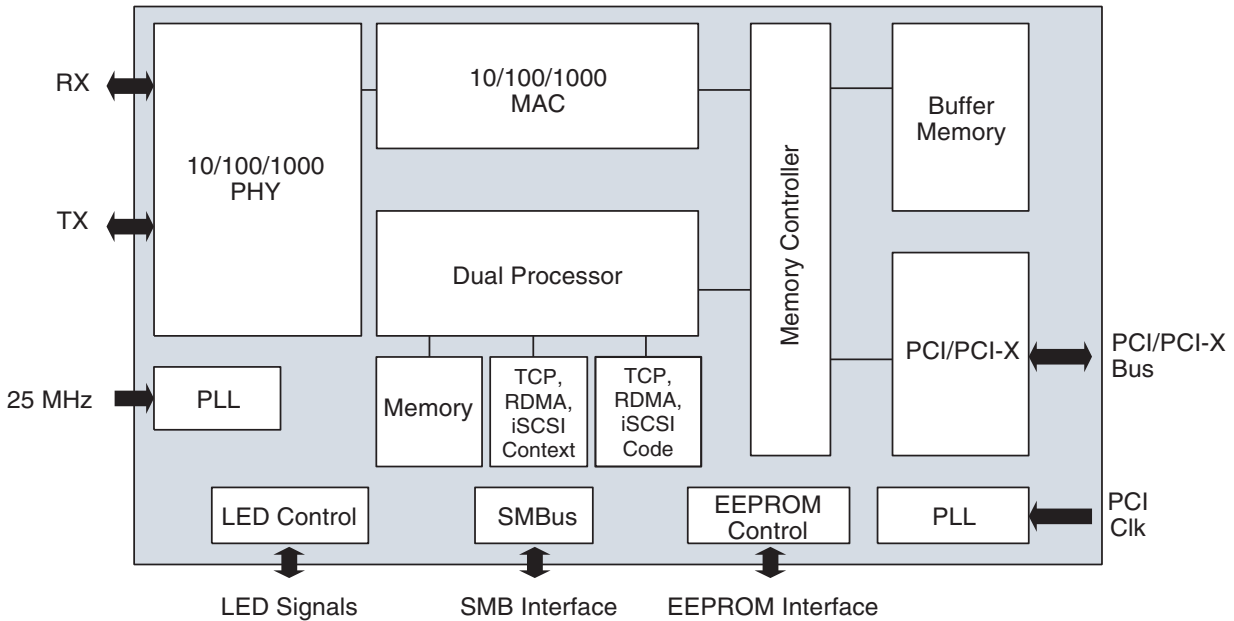 RX
TX
25 MHz
10/100/1000
PHY
10/100/1000
MAC
Dual Processor
Memory
TCP,
RDMA,
iSCSI
Context
TCP,
RDMA,
iSCSI
Code
Memory Controller
Buffer
Memory
PCI/PCI-X
PCI/PCI-X
Bus
PLL
LED Control
SMBus
EEPROM
Control
PLL
PCI
Clk
LED Signals
SMB Interface
EEPROM Interface